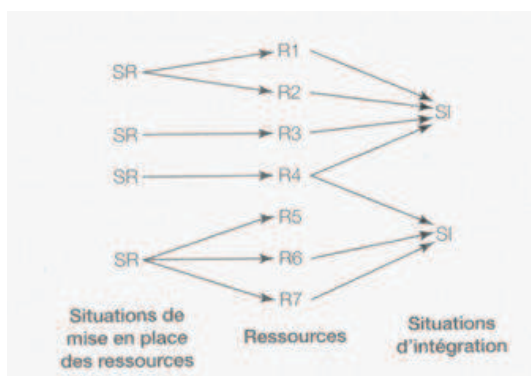 R1
SR
R2
SI
SR
R3
SR
R4
R5
SI
SR
R6
R7
Situations de
mise en place
des ressources
Ressources
Situations
d'intégration